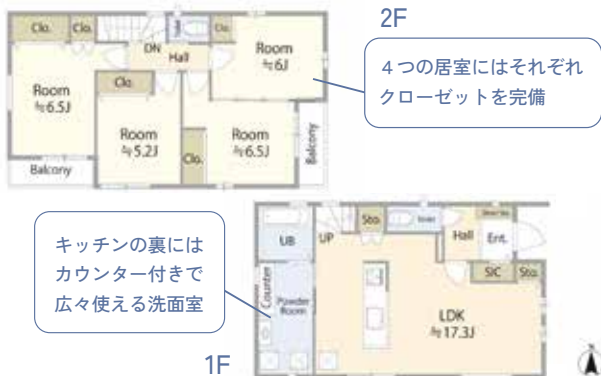 2F
Clo.
Clo.
DN
Hall
Clo.
Room
≒6J
Room
≒6.5J
Clo.
Room
≒5.2J
Clo.
Room
≒6.5J
Balcony
Balcony
4つの居室にはそれぞれ
クローゼットを完備
キッチンの裏には
カウンター付きで
広々使える洗面室
1F
UB
UP
Sto.
Hall
Ent.
SIC
Sto.
Counter
Powder
Room
LDK
≒17.3J